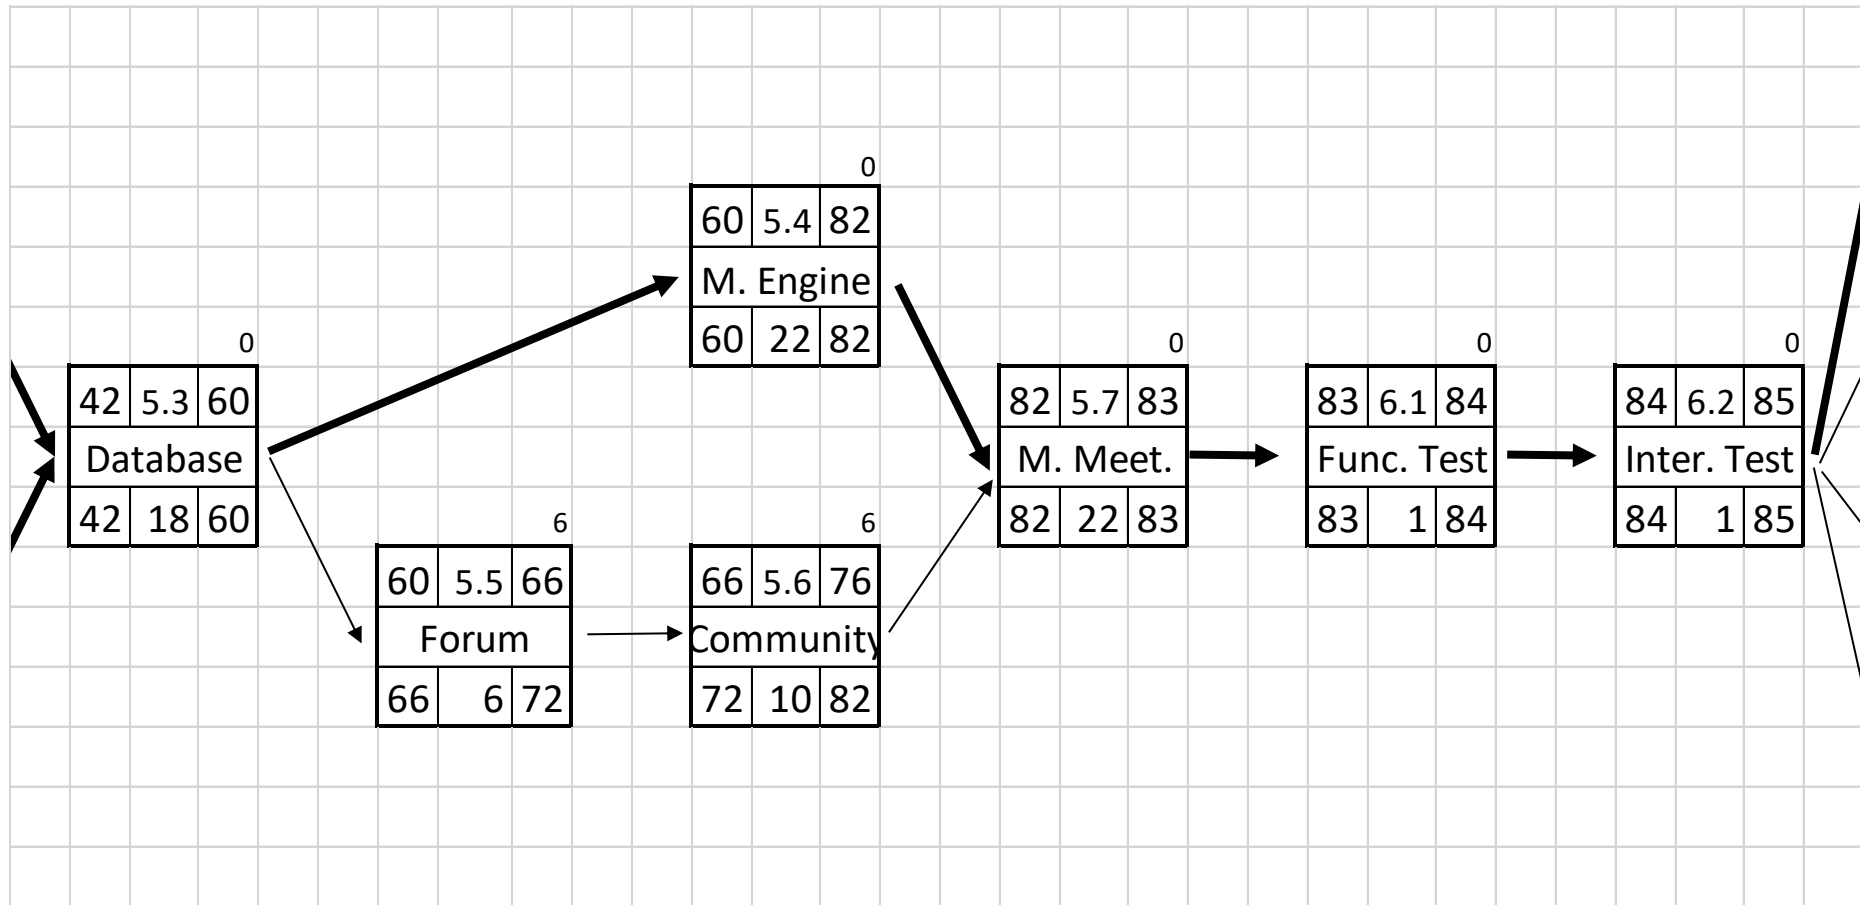 0
60 5.4 82
M. Engine
60 22 82
0
42 5.3 60
Database
42 18 60
0
82 5.7 83
M. Meet.
82 22 83
0
83 6.1 84
Func. Test
83 1 84
0
84 6.2 85
Inter. Test
84 1 85
6
60 5.5 66
Forum
66 6 72
6
66 5.6 76
Community
72 10 82